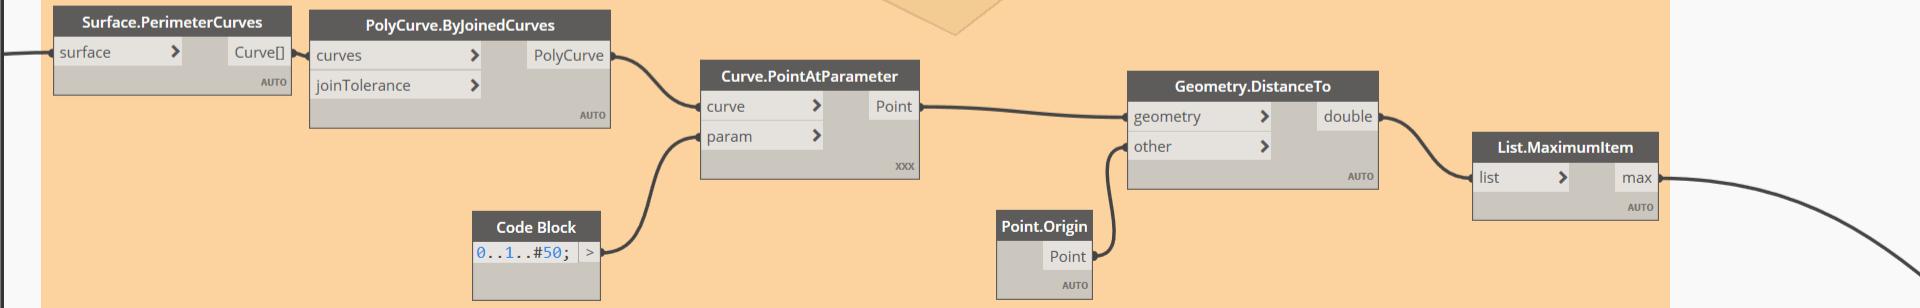 Surface.PerimeterCurves
surface > Curve[]
AUTO
PolyCurve.ByJoinedCurves
curves > PolyCurve
joinTolerance >
AUTO
Curve.PointAtParameter
curve > Point
param >
XXX
Code Block
0..1..#50; >
Geometry.DistanceTo
geometry > double
other >
AUTO
Point.Origin
Point
AUTO
List.MaximumItem
list > max
AUTO